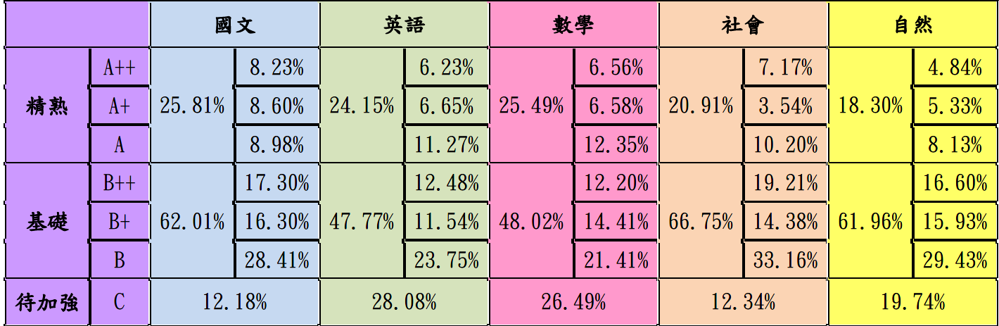 國文 英語 數學 社會 自然
A++ 8.23% 6.23% 6.56% 7.17% 4.84%
精熟 A+ 25.81% 8.60% 24.15% 6.65% 25.49% 6.58% 20.91% 3.54% 18.30% 5.33%
A 8.98% 11.27% 12.35% 10.20% 8.13%
B++ 17.30% 12.48% 12.20% 19.21% 16.60%
基礎 B+ 62.01% 16.30% 47.77% 11.54% 48.02% 14.41% 66.75% 14.38% 61.96% 15.93%
B 28.41% 23.75% 21.41% 33.16% 29.43%
待加強 C 12.18% 28.08% 26.49% 12.34% 19.74%